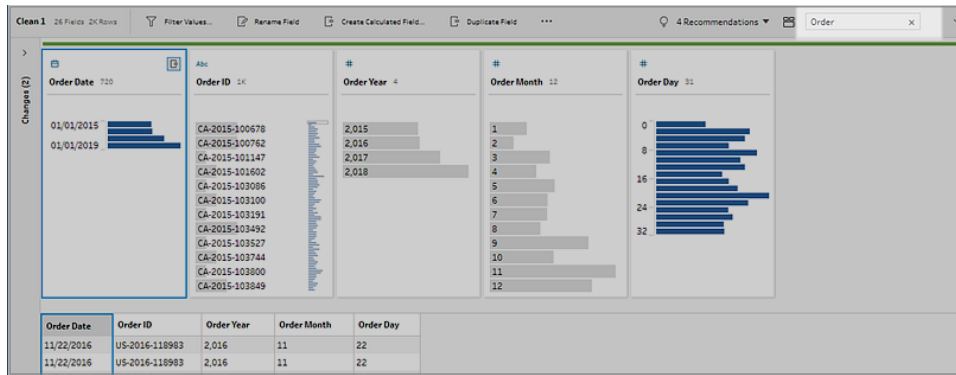 Clean 1 26 Fields 2K Rows Filter Values... Rename Field Create Calculated Field... Duplicate Field ... 4 Recommendations Order ×
Changes (2)
Order Date 720
01/01/2015
01/01/2019
Abc
Order ID 1K
CA-2015-100678
CA-2015-100762
CA-2015-101147
CA-2015-101602
CA-2015-103086
CA-2015-103100
CA-2015-103191
CA-2015-103492
CA-2015-103527
CA-2015-103744
CA-2015-103800
CA-2015-103849
#
Order Year 4
2,015
2,016
2,017
2,018
#
Order Month 12
1
2
3
4
5
6
7
8
9
10
11
12
#
Order Day 31
0
8
16
24
32
Order Date Order ID Order Year Order Month Order Day
11/22/2016 US-2016-118983 2,016 11 22
11/22/2016 US-2016-118983 2,016 11 22